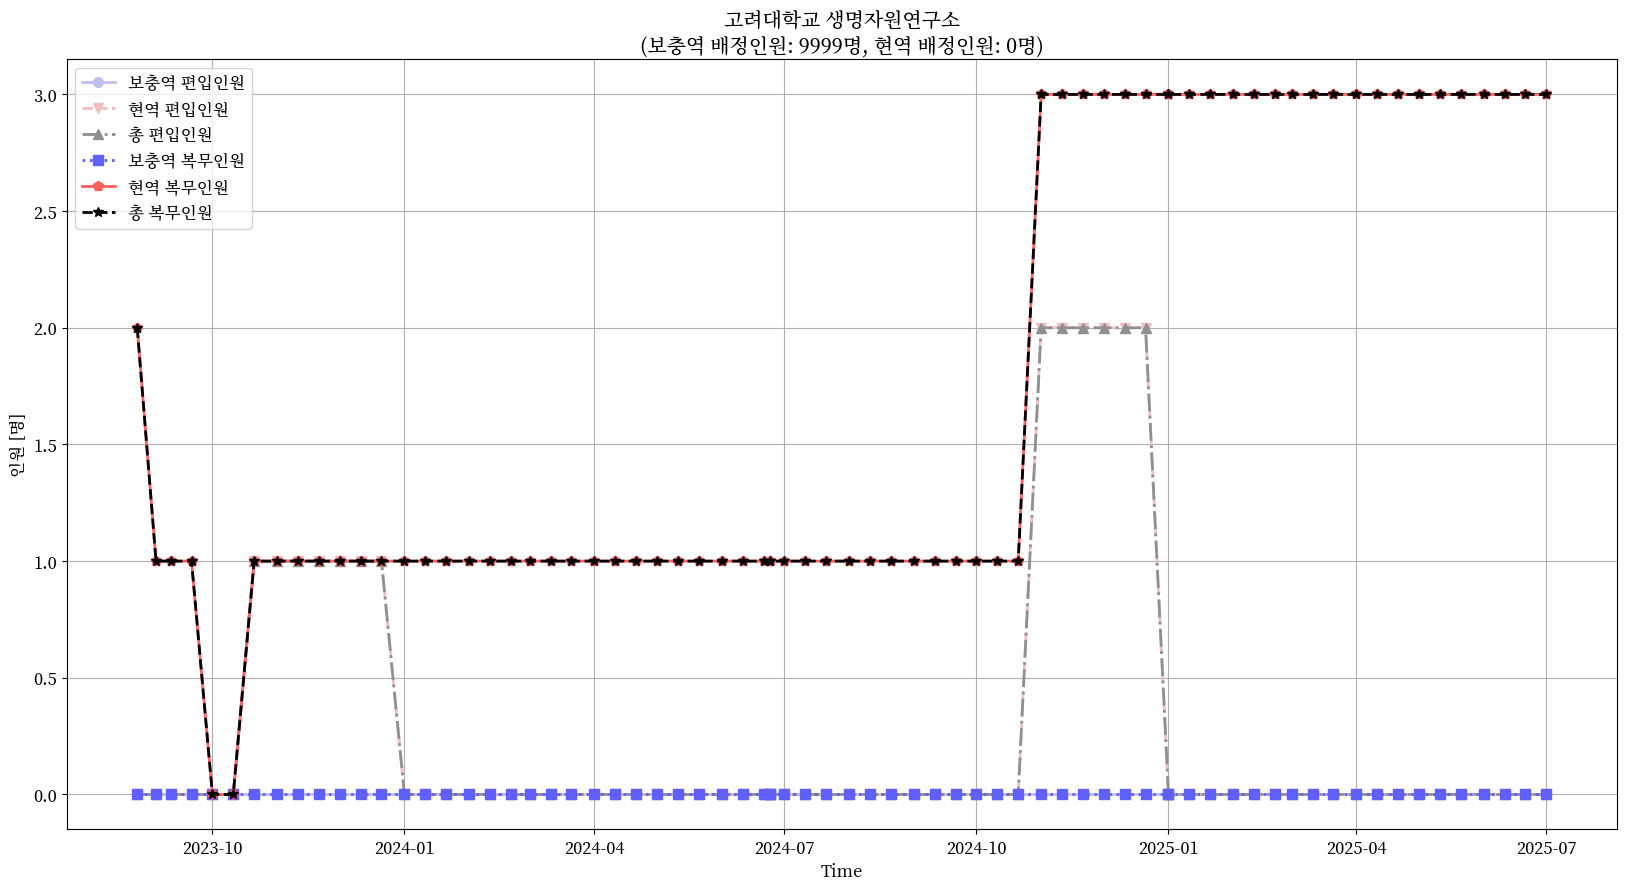 고려대학교 생명자원연구소
(보충역 배정인원: 9999명, 현역 배정인원: 0명)
보충역 편입인원
현역 편입인원
총 편입인원
보충역 복무인원
현역 복무인원
총 복무인원
인원 [명]
3.0
2.5
2.0
1.5
1.0
0.5
0.0
2023-10
2024-01
2024-04
2024-07
2024-10
2025-01
2025-04
2025-07
Time